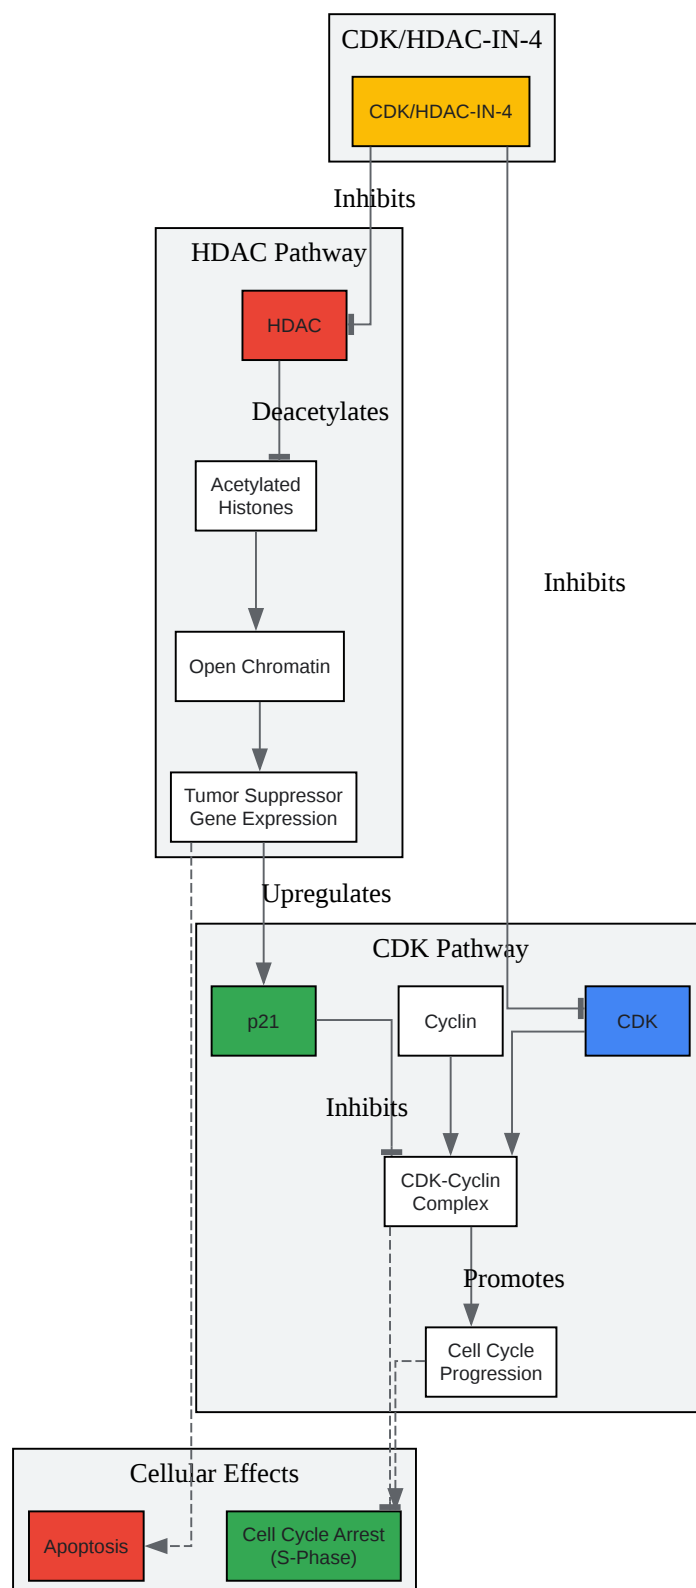 CDK/HDAC-IN-4
CDK/HDAC-IN-4
Inhibits
HDAC Pathway
HDAC
Deacetylates
Acetylated
Histones
Inhibits
Open Chromatin
Tumor Suppressor
Gene Expression
Upregulates
CDK Pathway
p21
Cyclin
CDK
Inhibits
CDK-Cyclin
Complex
Promotes
Cell Cycle
Progression
Cellular Effects
Apoptosis
Cell Cycle Arrest
(S-Phase)